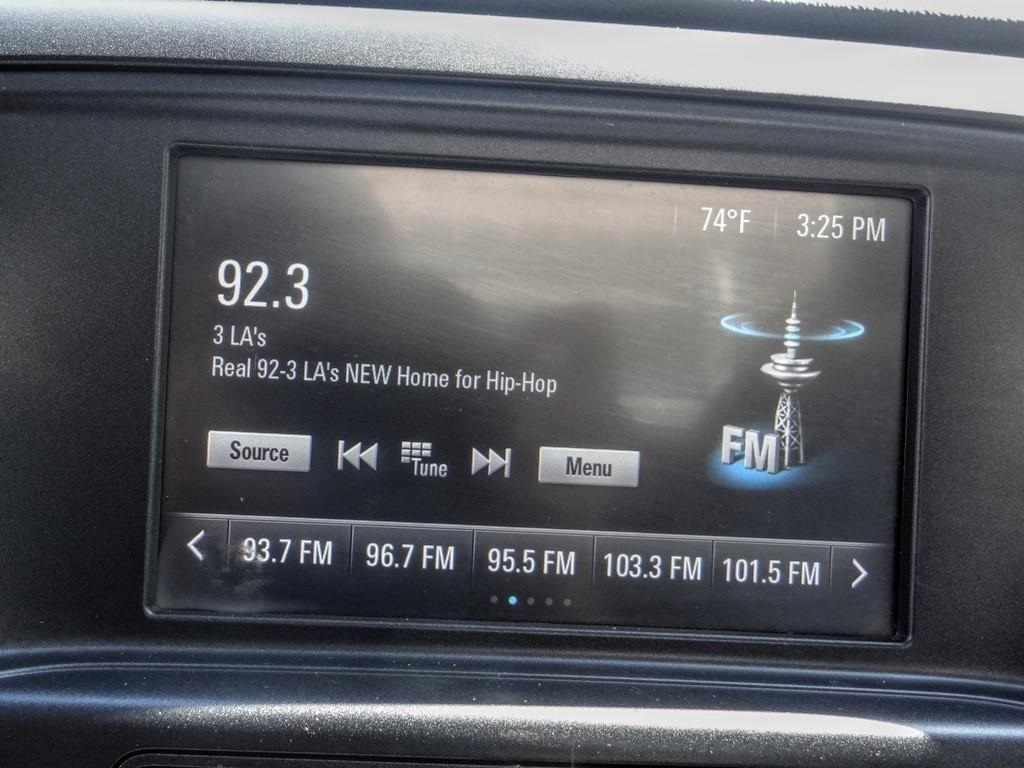 74°F 3:25 PM
92.3
3 LA's
Real 92-3 LA's NEW Home for Hip-Hop
FM
Source Tune Menu
93.7 FM 96.7 FM 95.5 FM 103.3 FM 101.5 FM